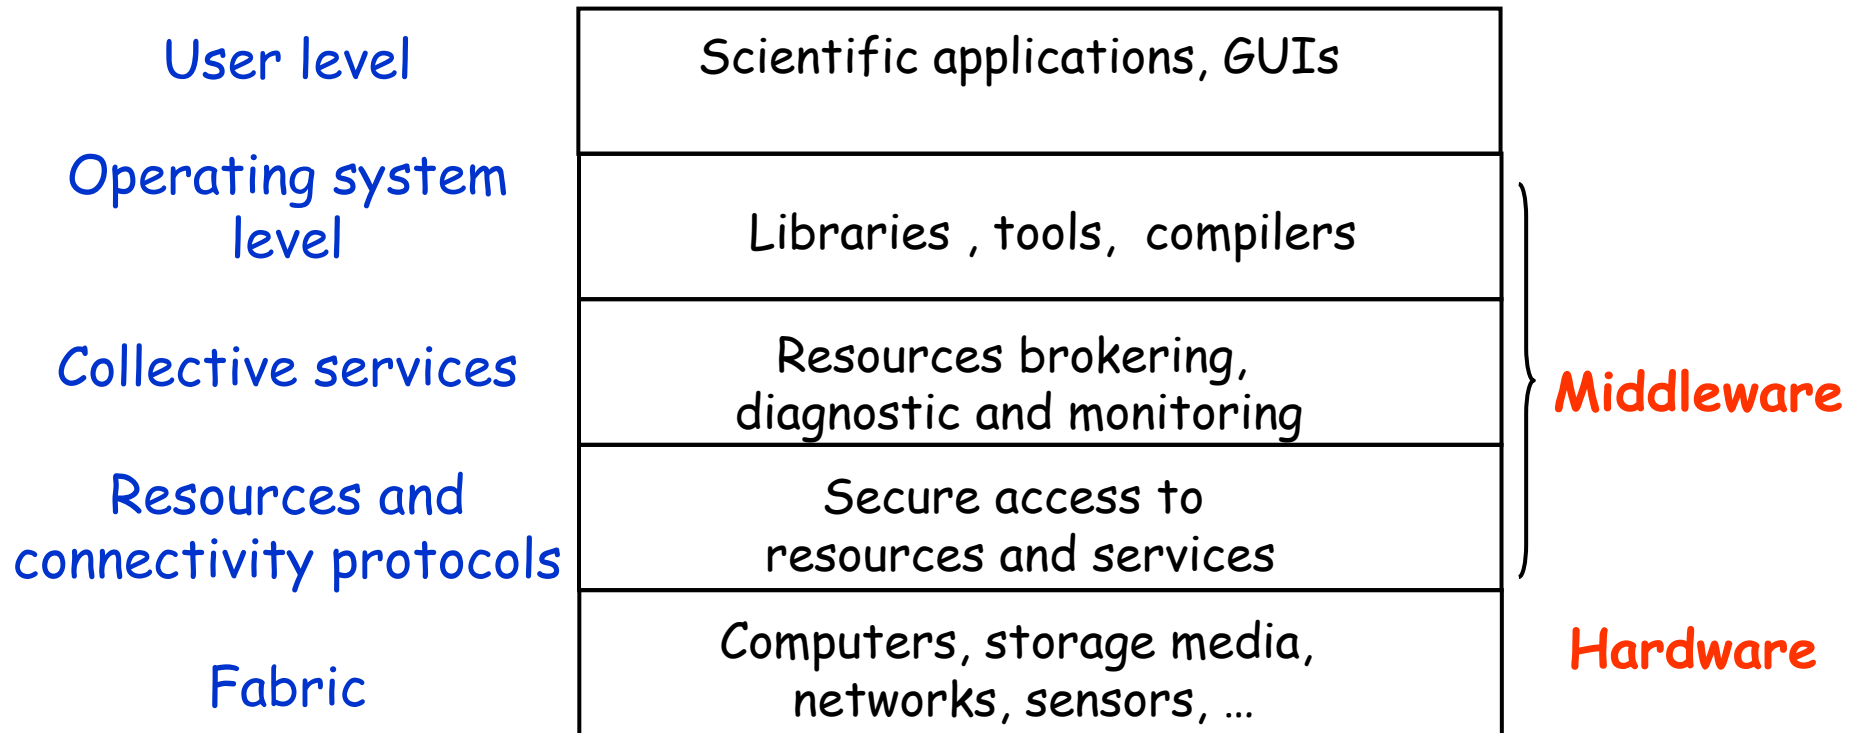 User level
Scientific applications, GUIs
Operating system
level
Libraries , tools, compilers
Collective services
Resources brokering,
diagnostic and monitoring
Middleware
Resources and
connectivity protocols
Secure access to
resources and services
Fabric
Computers, storage media,
networks, sensors, ...
Hardware